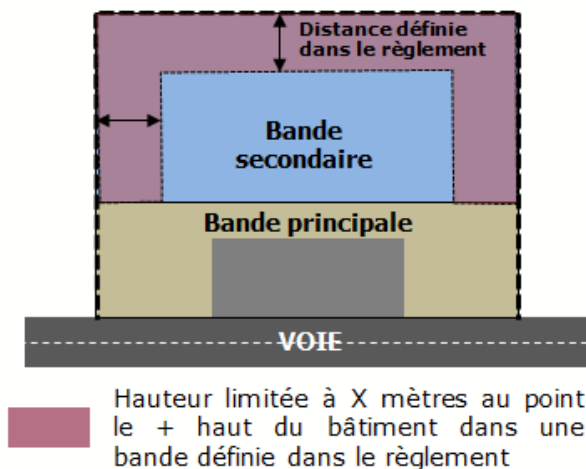 Distance définie
dans le règlement
Bande
secondaire
Bande principale
VOIE
Hauteur limitée à X mètres au point
le + haut du bâtiment dans une
bande définie dans le règlement